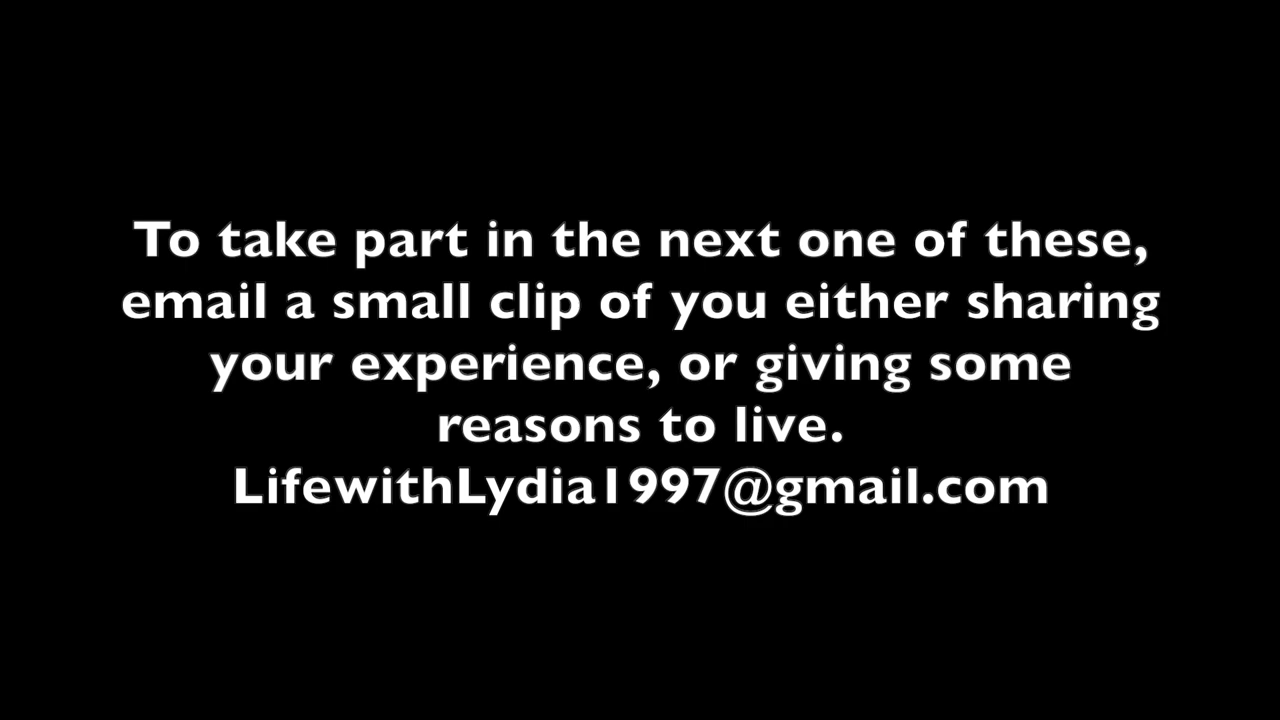 To take part in the next one of these,
email a small clip of you either sharing
your experience, or giving some
reasons to live.
LifewithLydia1997@gmail.com